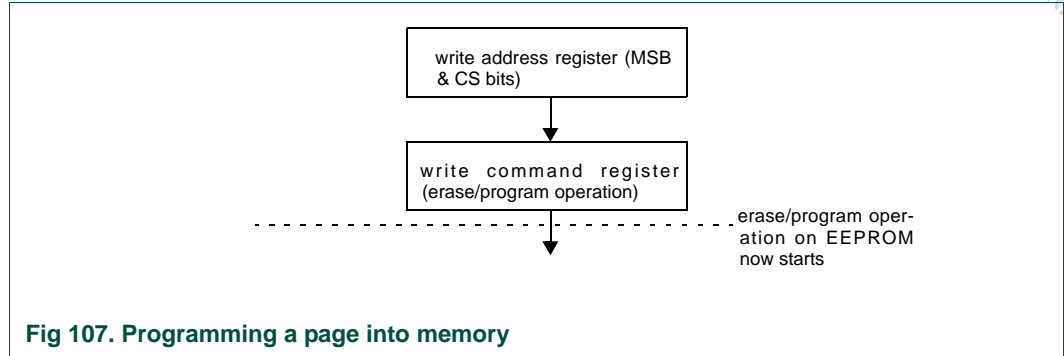 write address register (MSB
& CS bits)
write command register
(erase/program operation)
erase/program oper-
ation on EEPROM
now starts
Fig 107. Programming a page into memory